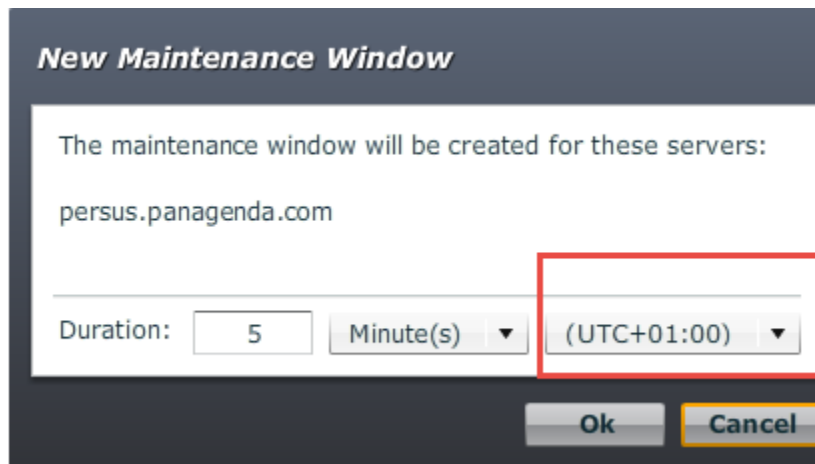 New Maintenance Window
The maintenance window will be created for these servers:
persus.panagenda.com
Duration: 5 Minute(s) (UTC+01:00)
Ok Cancel